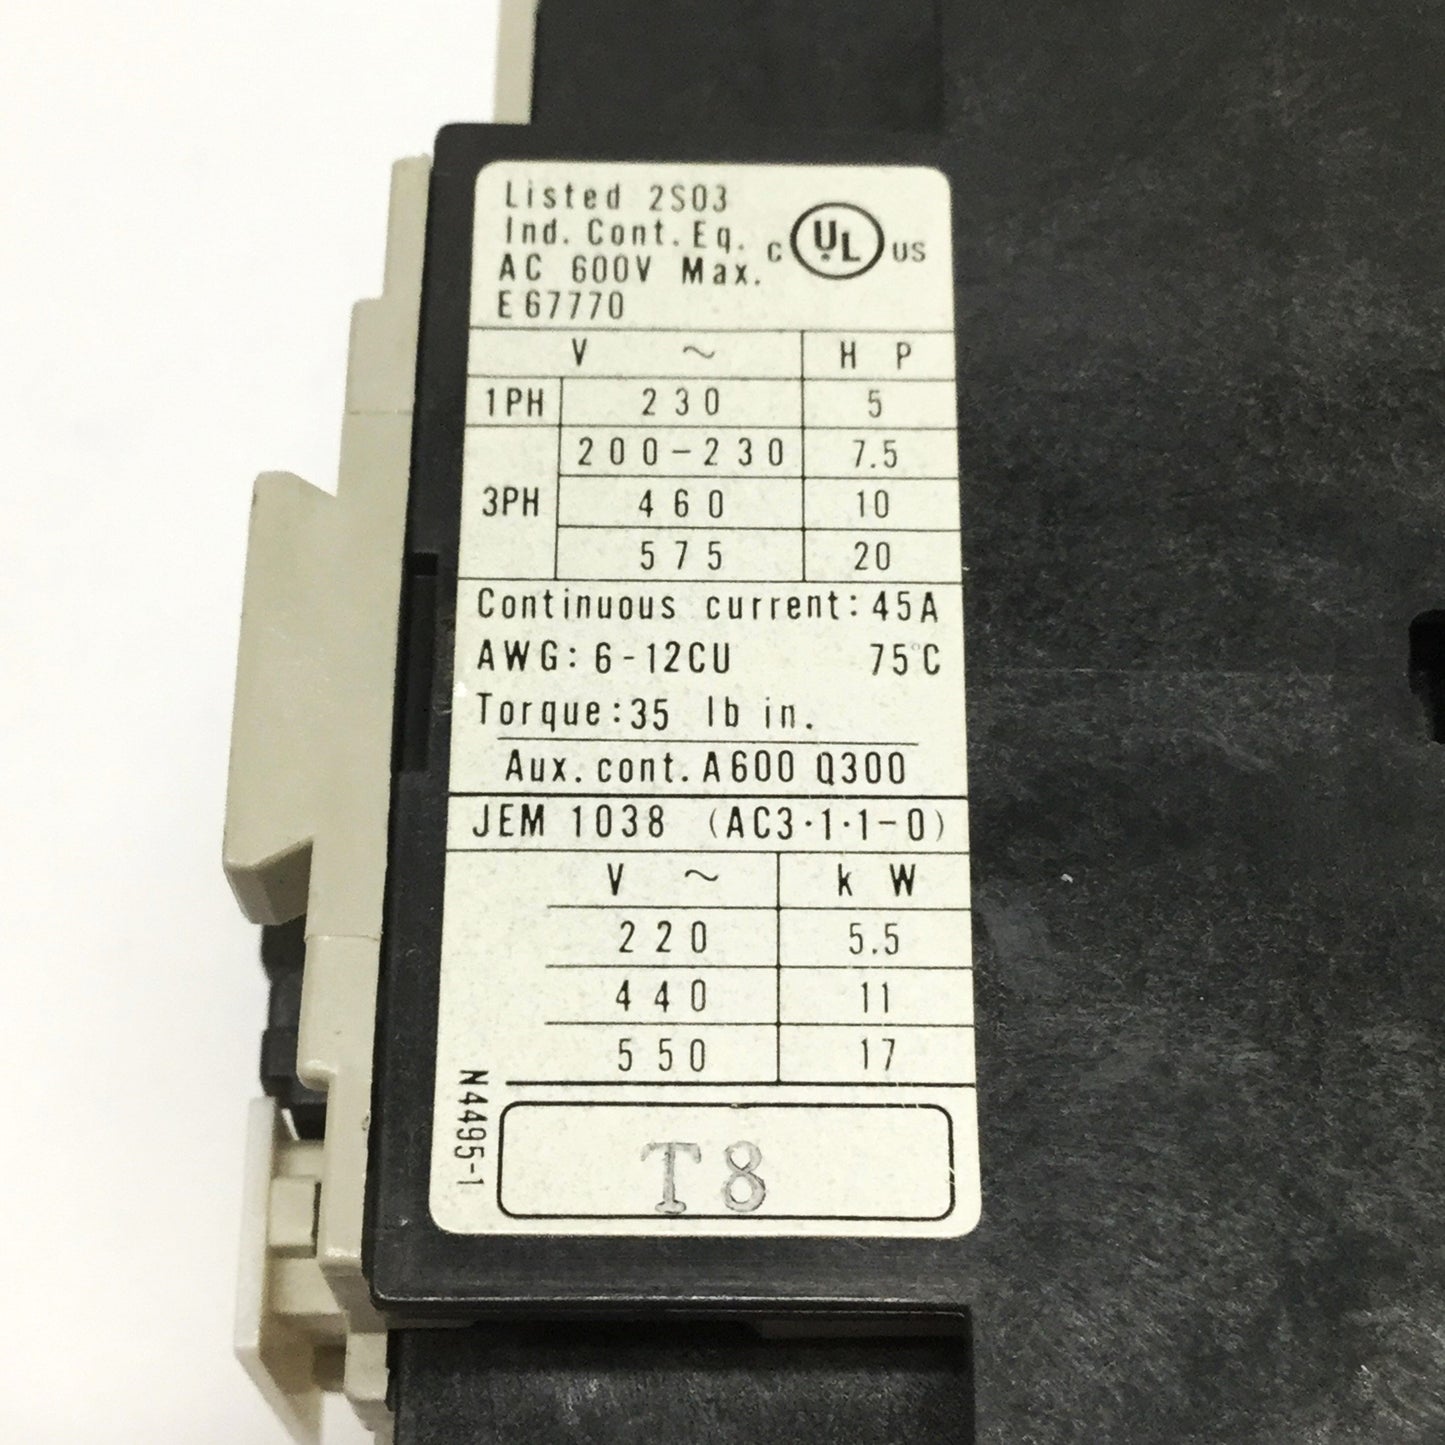 Listed 2S03
Ind. Cont. Eq.
AC 600V Max.
E67770
c UL US
V ~ HP
1PH 230 5
3PH 200-230 7.5
460 10
575 20
Continuous current: 45A
AWG: 6-12CU 75°C
Torque: 35 lb in.
Aux. cont. A600 Q300
JEM 1038 (AC3·1·1-0)
V ~ kW
220 5.5
440 11
550 17
N4495-1
T8